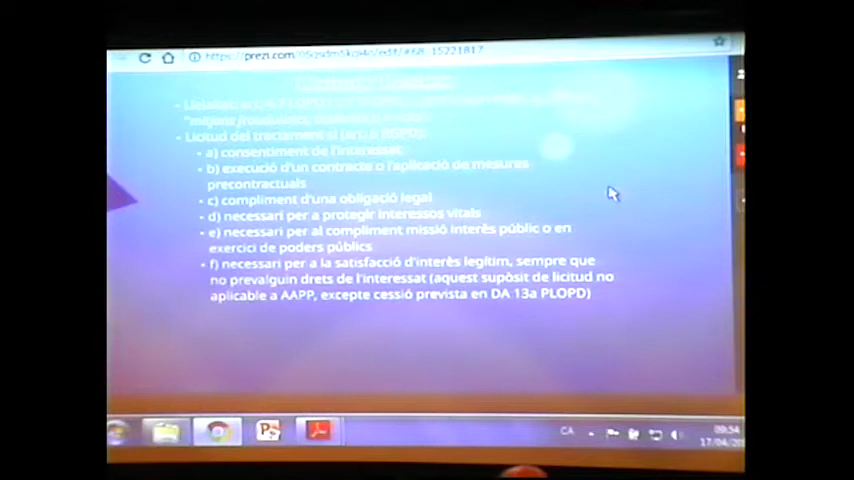 - Licitud del tractament si (art. 6 RGPD):
- a) consentiment de l'interessat
- b) execució d'un contracte o l'aplicació de mesures
precontractuals
- c) compliment d'una obligació legal
- d) necessari per a protegir interessos vitals
- e) necessari per al compliment missió interès públic o en
exercici de poders públics
- f) necessari per a la satisfacció d'interès legítim, sempre que
no prevalguin drets de l'interessat (aquest supòsit de licitud no
aplicable a AAPP, excepte cessió prevista en DA 13a PLOPD)
CA
09:54
17/04/20